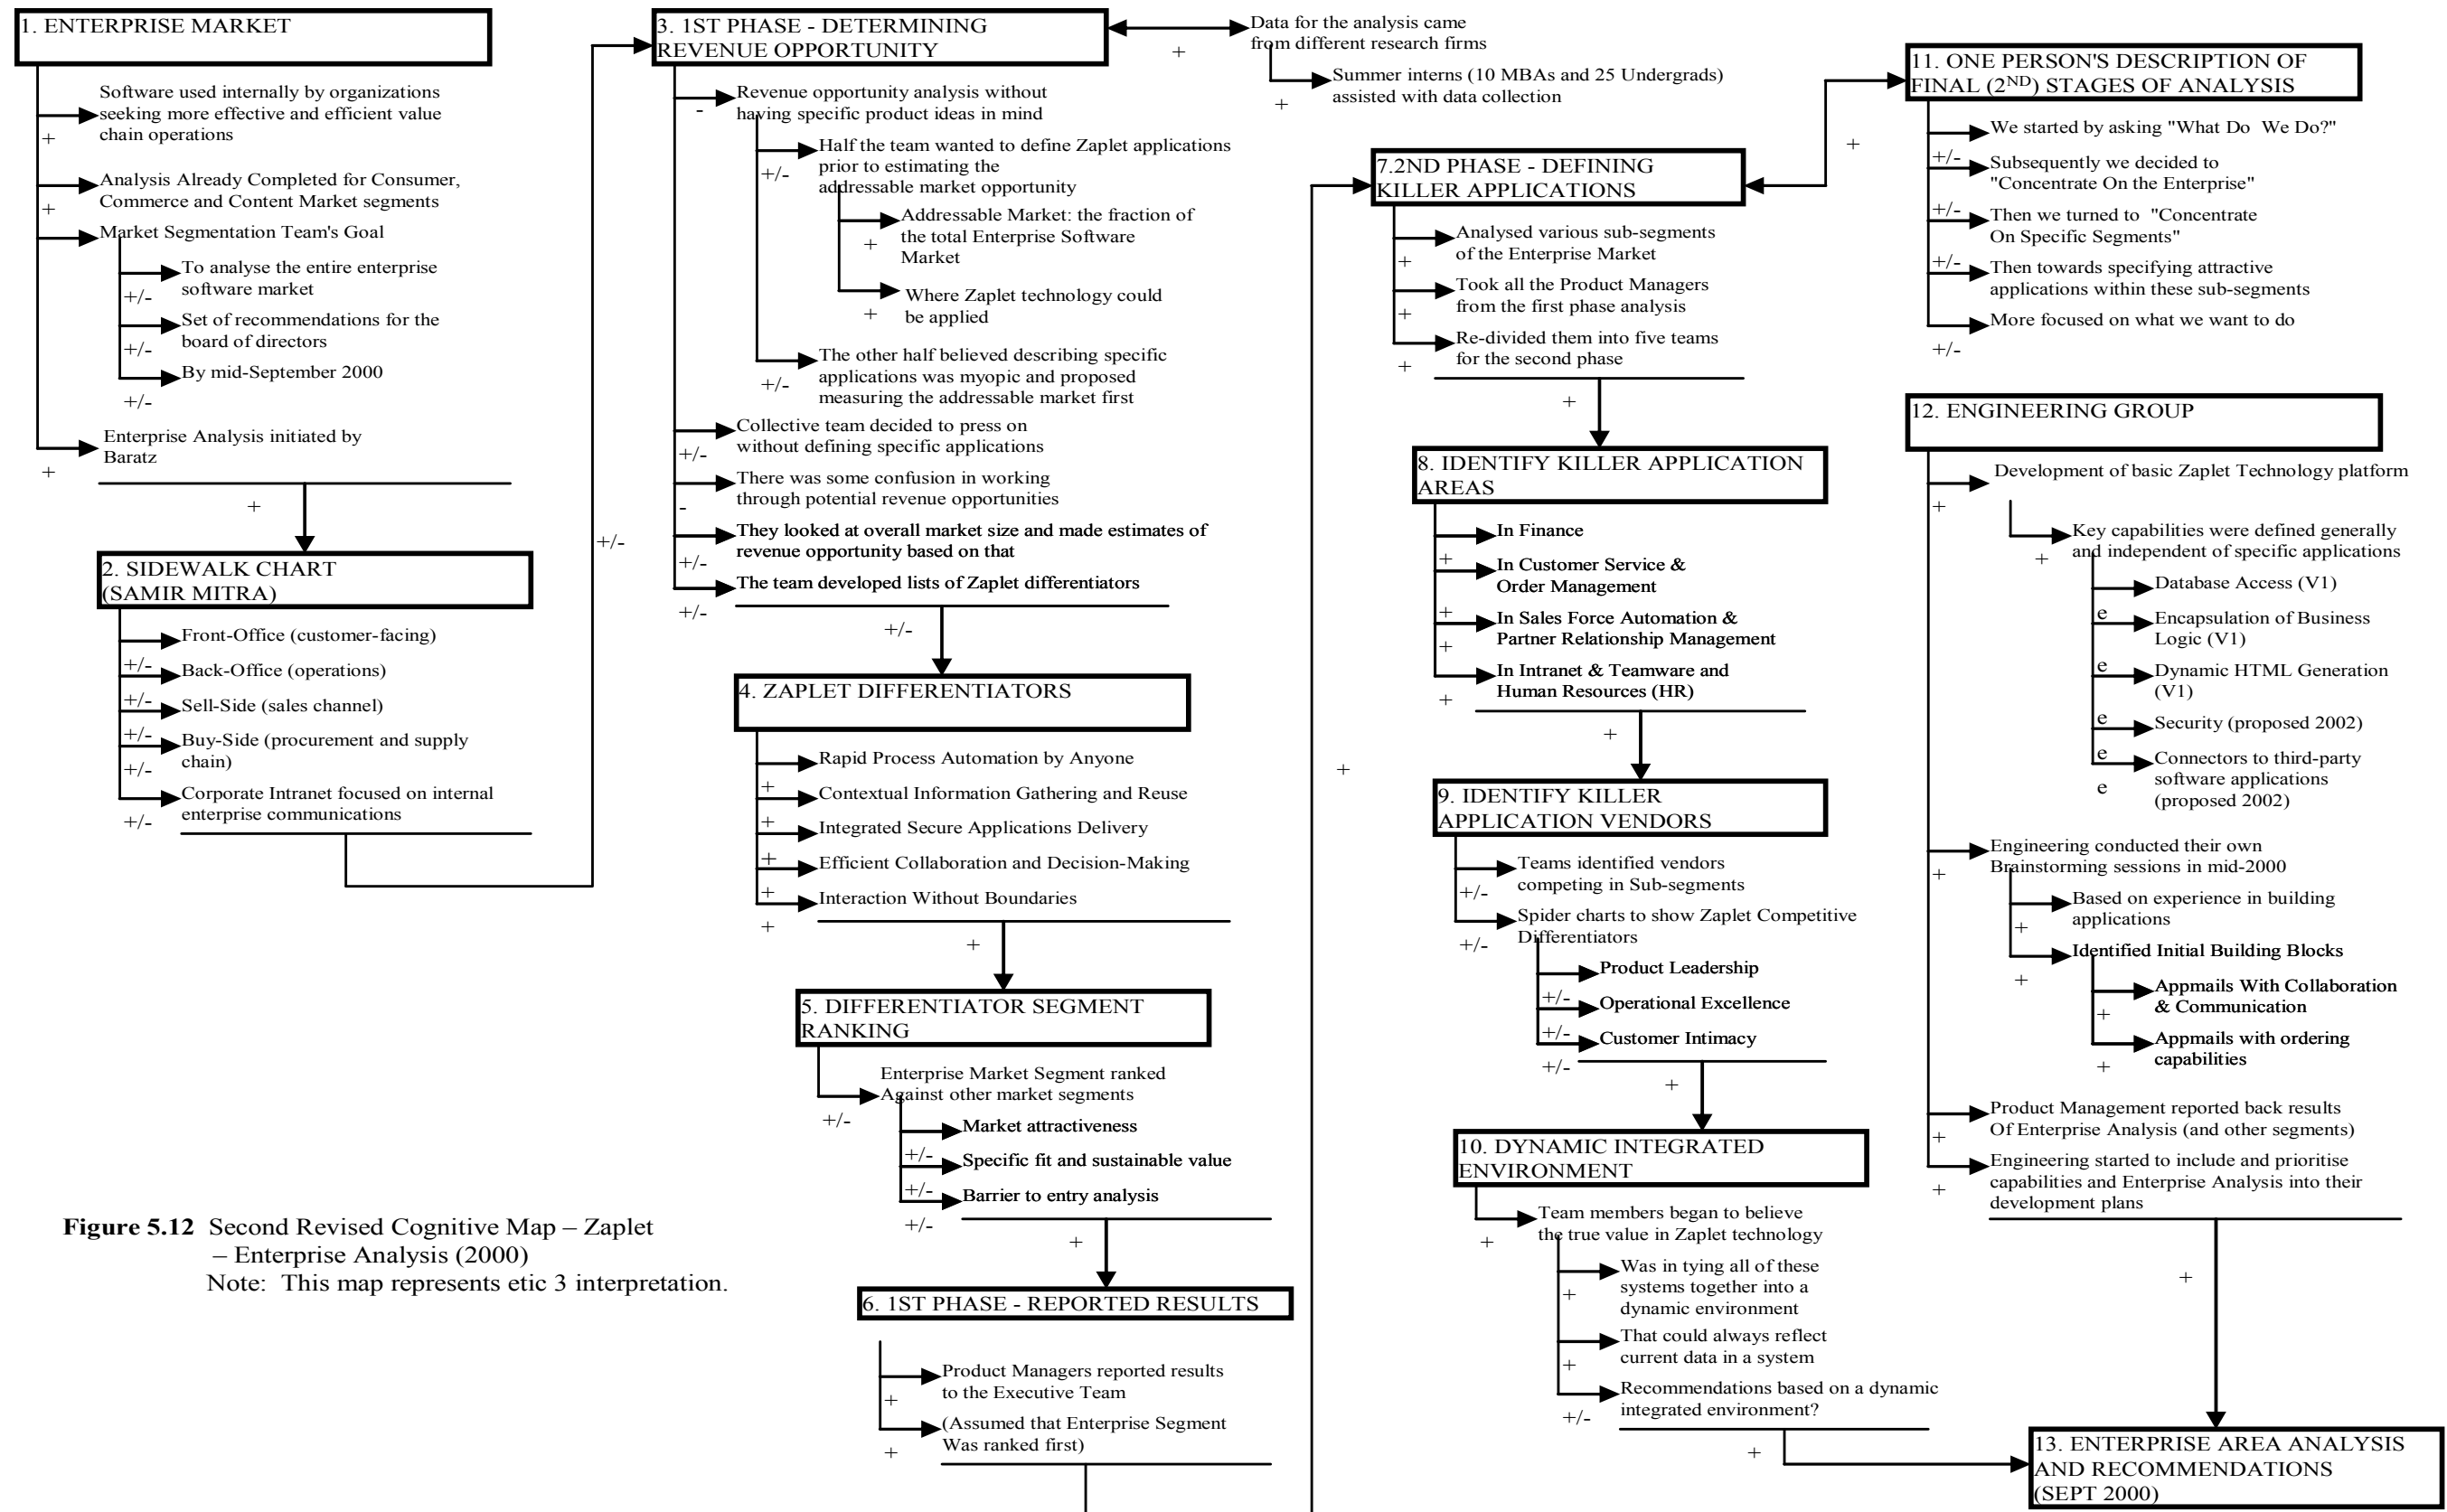 1. ENTERPRISE MARKET
Software used internally by organizations
seeking more effective and efficient value
chain operations
+
Analysis Already Completed for Consumer,
Commerce and Content Market segments
+
Market Segmentation Team's Goal
To analyse the entire enterprise
software market
+/-
Set of recommendations for the
board of directors
+/-
By mid-September 2000
+/-
Enterprise Analysis initiated by
Baratz
+
+
2. SIDEWALK CHART
(SAMIR MITRA)
Front-Office (customer-facing)
+/-
Back-Office (operations)
+/-
Sell-Side (sales channel)
+/-
Buy-Side (procurement and supply
chain)
+/-
Corporate Intranet focused on internal
enterprise communications
+/-
+/-
3. 1ST PHASE - DETERMINING
REVENUE OPPORTUNITY
+
Data for the analysis came
from different research firms
Summer interns (10 MBAs and 25 Undergrads)
assisted with data collection
+
Revenue opportunity analysis without
having specific product ideas in mind
-
Half the team wanted to define Zaplet applications
prior to estimating the
addressable market opportunity
+/-
Addressable Market: the fraction of
the total Enterprise Software
Market
+
Where Zaplet technology could
be applied
+
The other half believed describing specific
applications was myopic and proposed
measuring the addressable market first
+/-
Collective team decided to press on
without defining specific applications
+/-
There was some confusion in working
through potential revenue opportunities
-
They looked at overall market size and made estimates of
revenue opportunity based on that
+/-
The team developed lists of Zaplet differentiators
+/-
+/-
4. ZAPLET DIFFERENTIATORS
Rapid Process Automation by Anyone
+
Contextual Information Gathering and Reuse
+
Integrated Secure Applications Delivery
+
Efficient Collaboration and Decision-Making
+
Interaction Without Boundaries
+
+
5. DIFFERENTIATOR SEGMENT
RANKING
Enterprise Market Segment ranked
Against other market segments
+/-
Market attractiveness
+/-
Specific fit and sustainable value
+/-
Barrier to entry analysis
+/-
+
6. 1ST PHASE - REPORTED RESULTS
Product Managers reported results
to the Executive Team
+
(Assumed that Enterprise Segment
Was ranked first)
+
+
7.2ND PHASE - DEFINING
KILLER APPLICATIONS
+
Analysed various sub-segments
of the Enterprise Market
+
Took all the Product Managers
from the first phase analysis
+
Re-divided them into five teams
for the second phase
+
+
8. IDENTIFY KILLER APPLICATION
AREAS
In Finance
+
In Customer Service &
Order Management
+
In Sales Force Automation &
Partner Relationship Management
+
In Intranet & Teamware and
Human Resources (HR)
+
+
9. IDENTIFY KILLER
APPLICATION VENDORS
Teams identified vendors
competing in Sub-segments
+/-
Spider charts to show Zaplet Competitive
Differentiators
+/-
Product Leadership
+/-
Operational Excellence
+/-
Customer Intimacy
+/-
+
10. DYNAMIC INTEGRATED
ENVIRONMENT
Team members began to believe
the true value in Zaplet technology
+
Was in tying all of these
systems together into a
dynamic environment
+
That could always reflect
current data in a system
+
Recommendations based on a dynamic
integrated environment?
+/-
+
11. ONE PERSON'S DESCRIPTION OF
FINAL (2ND) STAGES OF ANALYSIS
We started by asking "What Do We Do?"
+/-
Subsequently we decided to
"Concentrate On the Enterprise"
+/-
Then we turned to "Concentrate
On Specific Segments"
+/-
Then towards specifying attractive
applications within these sub-segments
More focused on what we want to do
+/-
12. ENGINEERING GROUP
Development of basic Zaplet Technology platform
+
Key capabilities were defined generally
and independent of specific applications
+
Database Access (V1)
e
Encapsulation of Business
Logic (V1)
e
Dynamic HTML Generation
(V1)
e
Security (proposed 2002)
e
Connectors to third-party
software applications
(proposed 2002)
e
Engineering conducted their own
Brainstorming sessions in mid-2000
+
Based on experience in building
applications
+
Identified Initial Building Blocks
+
Appmails With Collaboration
& Communication
+
Appmails with ordering
capabilities
+
Product Management reported back results
Of Enterprise Analysis (and other segments)
+
Engineering started to include and prioritise
capabilities and Enterprise Analysis into their
development plans
+
+
13. ENTERPRISE AREA ANALYSIS
AND RECOMMENDATIONS
(SEPT 2000)
Figure 5.12 Second Revised Cognitive Map – Zaplet
– Enterprise Analysis (2000)
Note: This map represents etic 3 interpretation.